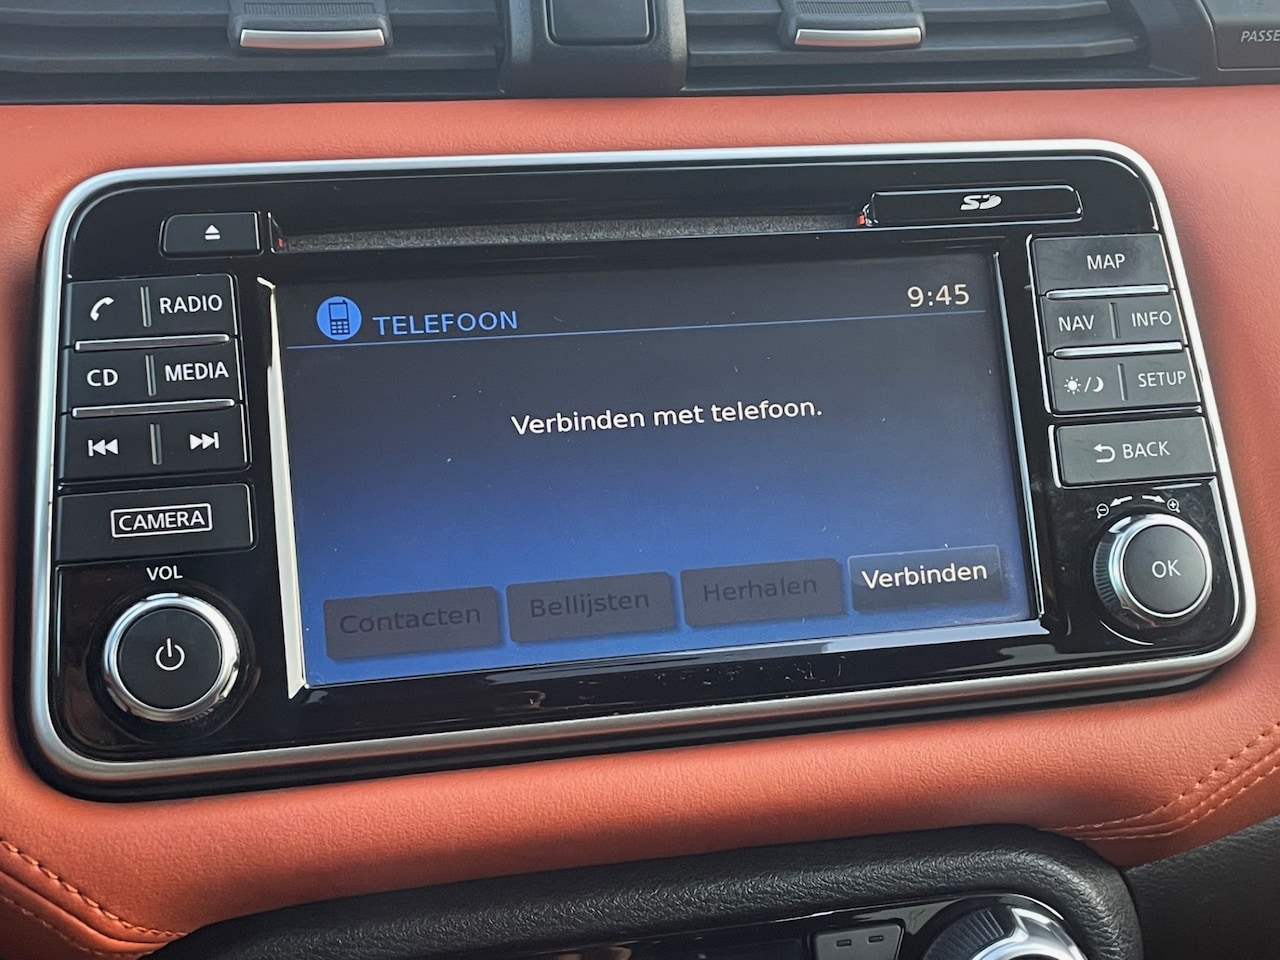 PASSE
SD
MAP
RADIO
9:45
TELEFOON
NAV INFO
CD MEDIA
SETUP
Verbinden met telefoon.
BACK
CAMERA
VOL
OK
Contacten Bellijsten Herhalen Verbinden